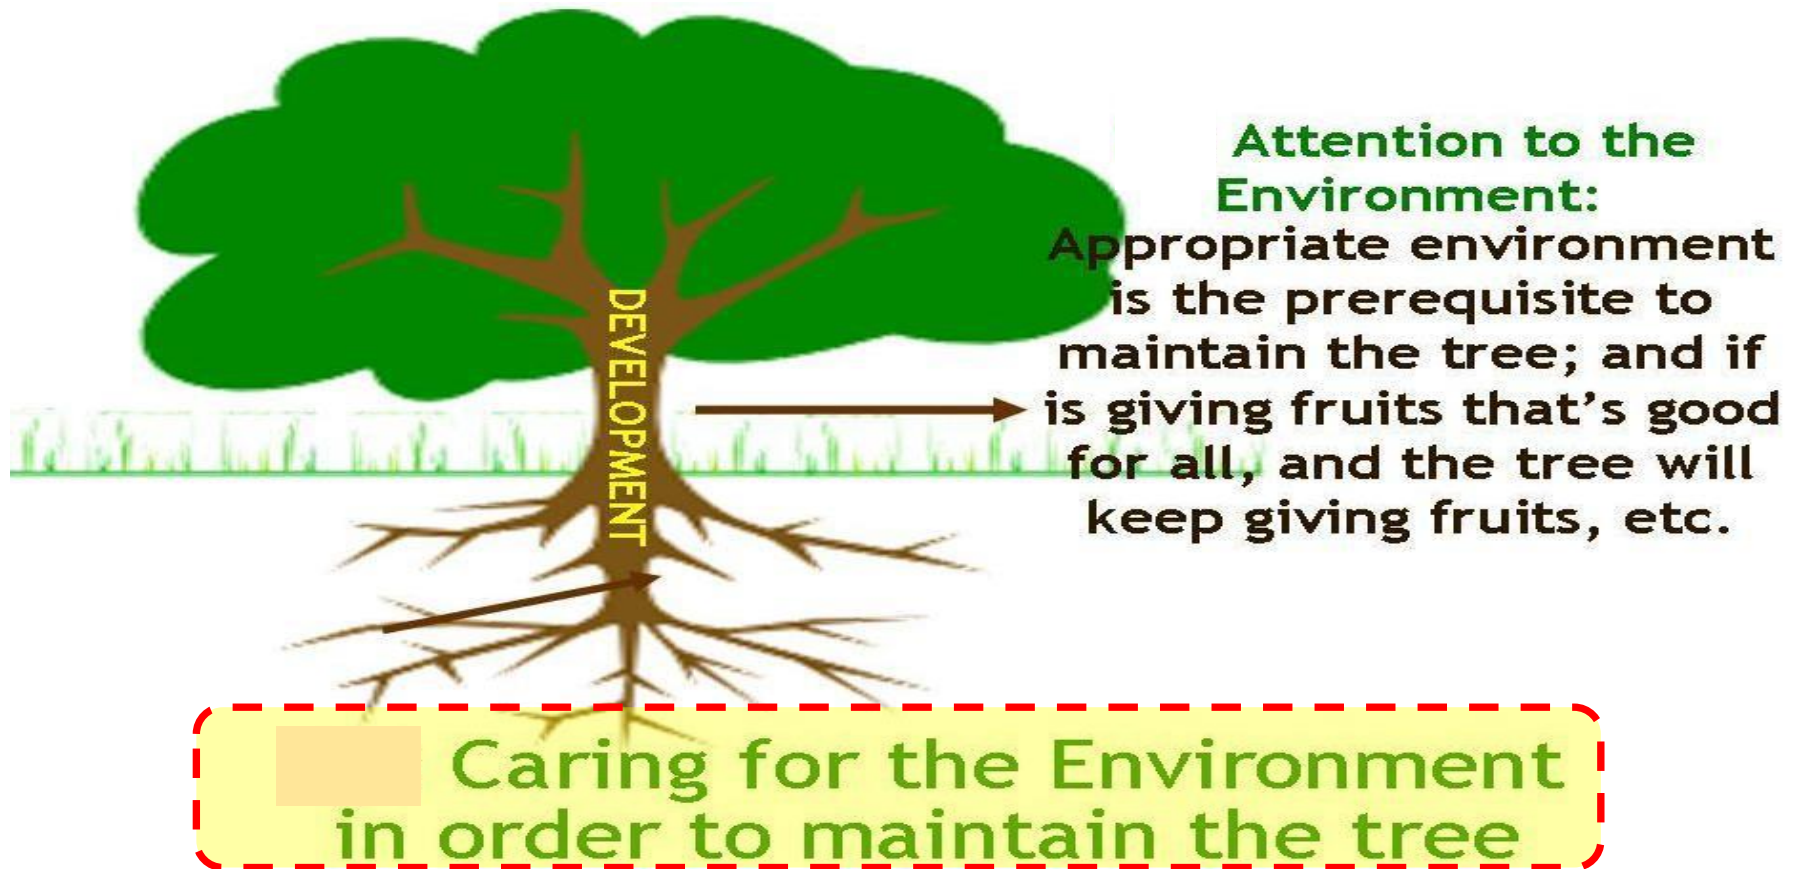 Attention to the
Environment:
Appropriate environment
is the prerequisite to
maintain the tree; and if
is giving fruits that’s good
for all, and the tree will
keep giving fruits, etc.
DEVELOPMENT
Caring for the Environment
in order to maintain the tree